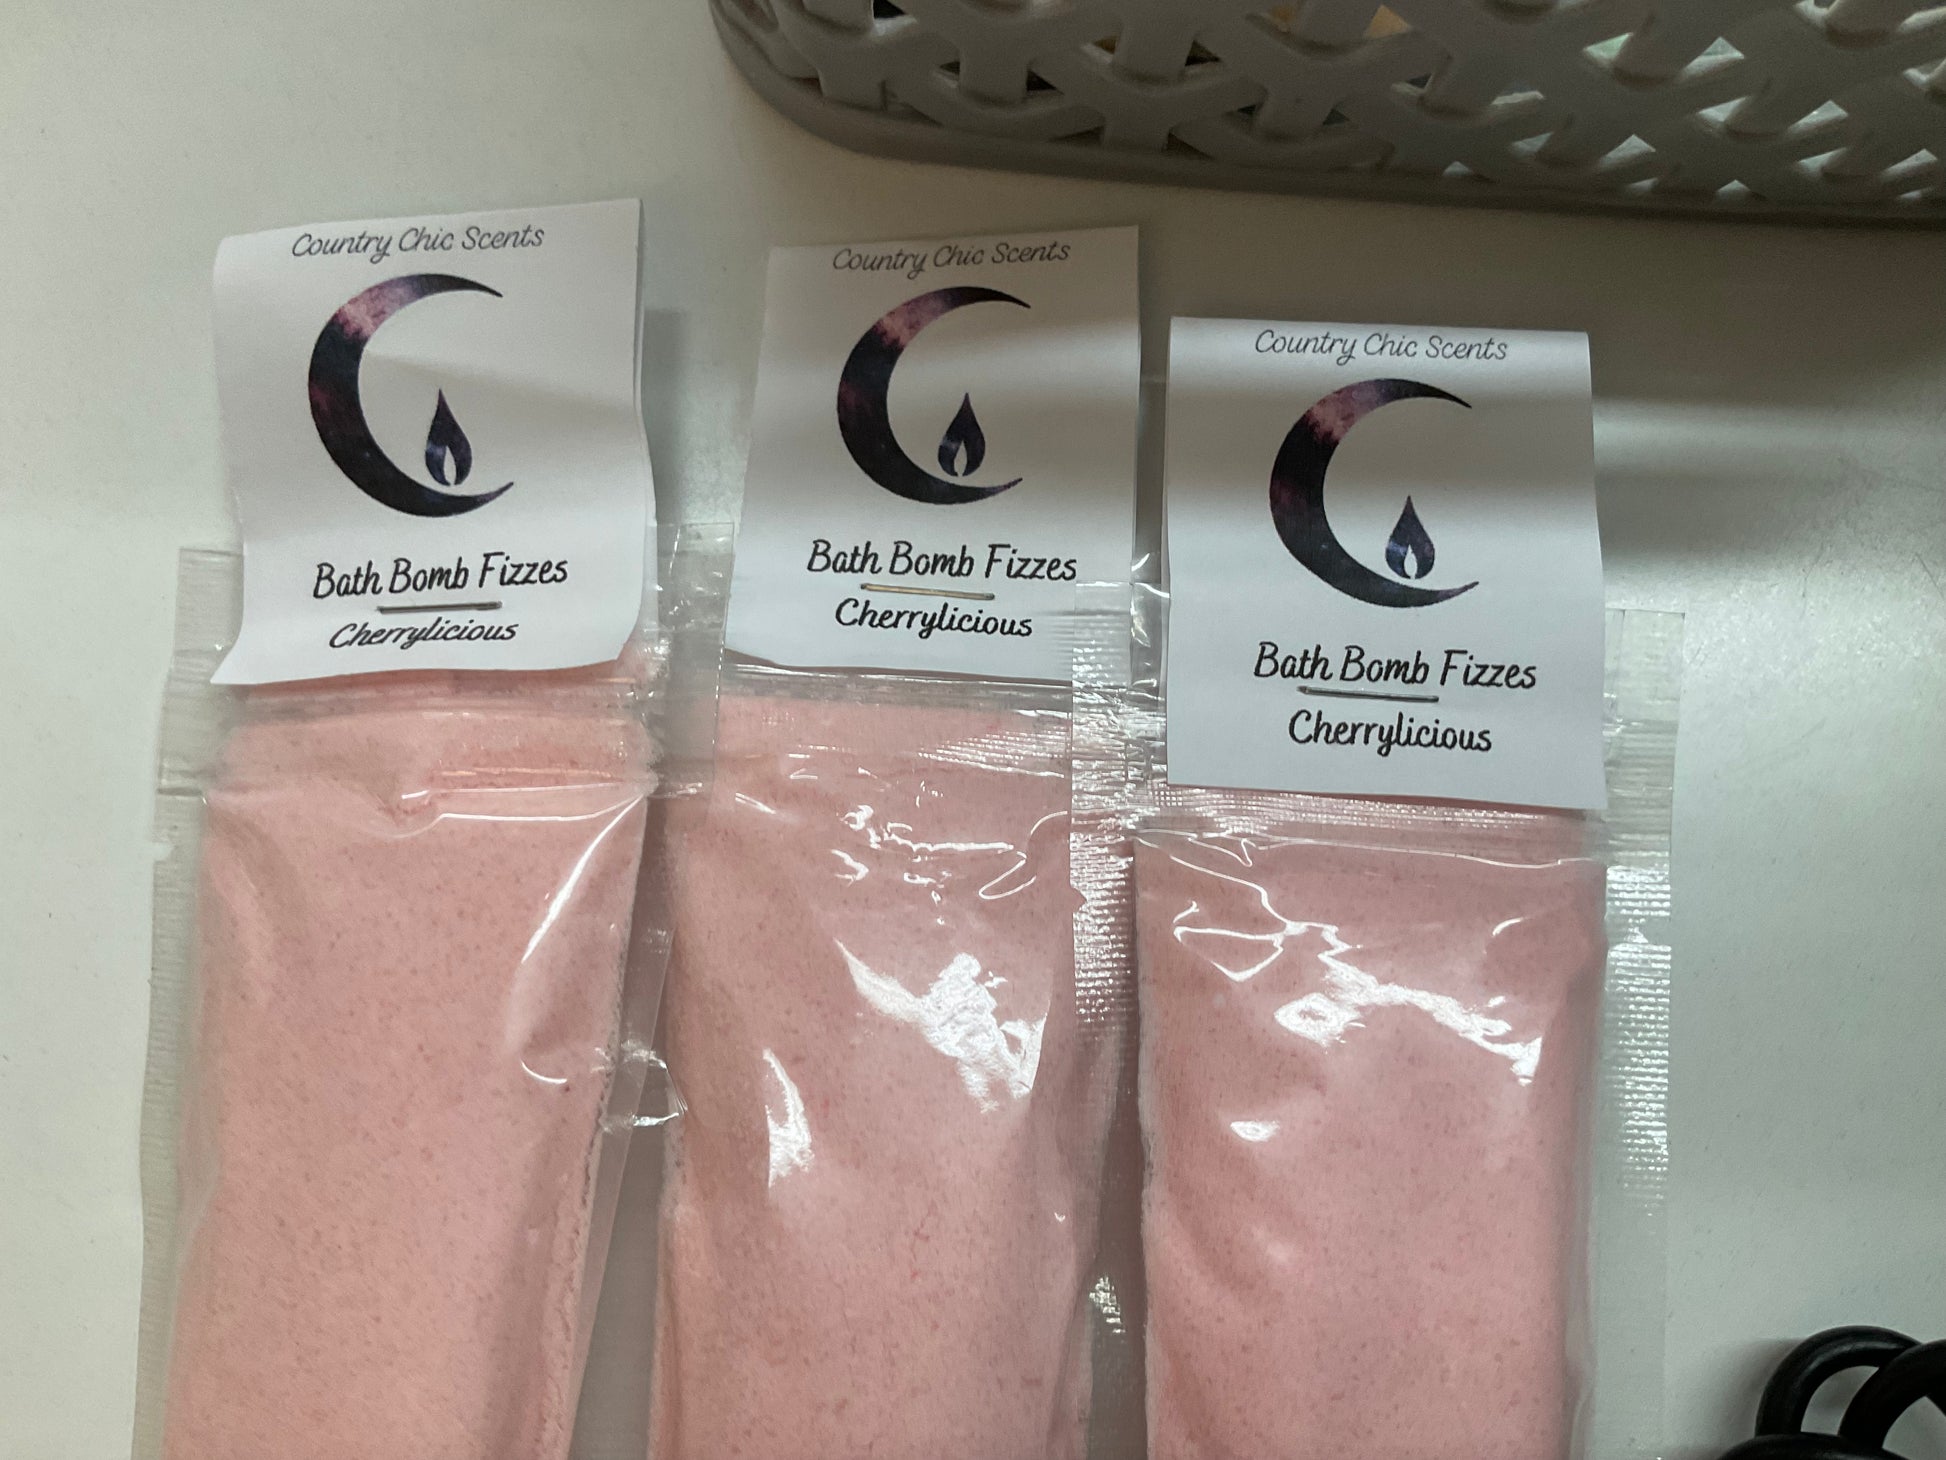 Country Chic Scents
Bath Bomb Fizzes
Cherrylicious
Country Chic Scents
Bath Bomb Fizzes
Cherrylicious
Country Chic Scents
Bath Bomb Fizzes
Cherrylicious